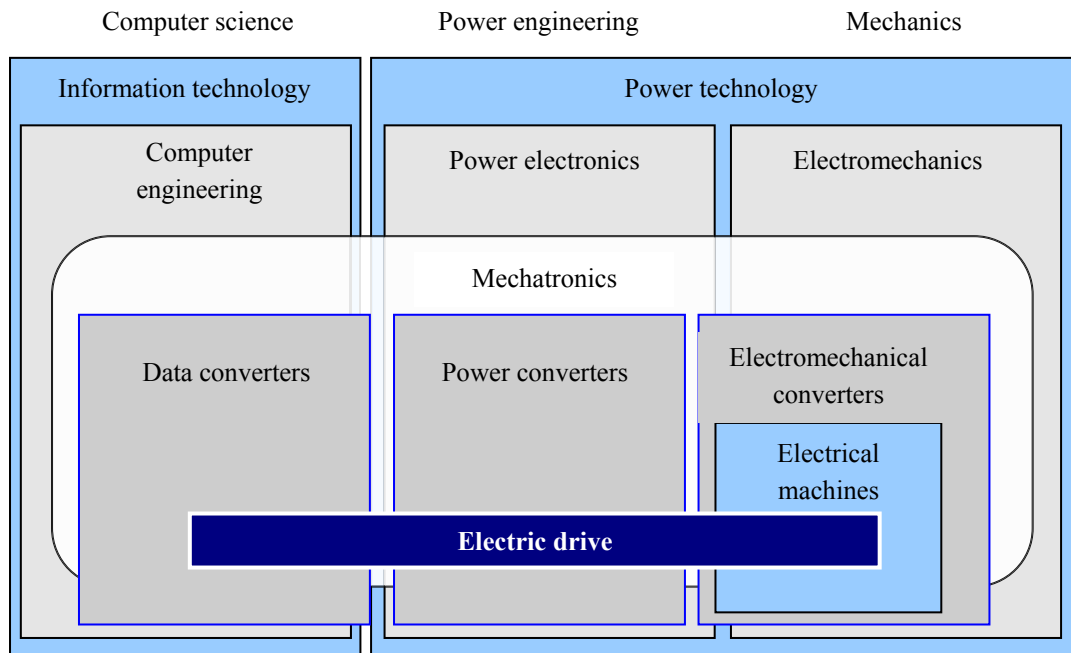 Computer science
Power engineering
Mechanics
Information technology
Power technology
Computer
engineering
Power electronics
Electromechanics
Mechatronics
Data converters
Power converters
Electromechanical
converters
Electrical
machines
Electric drive